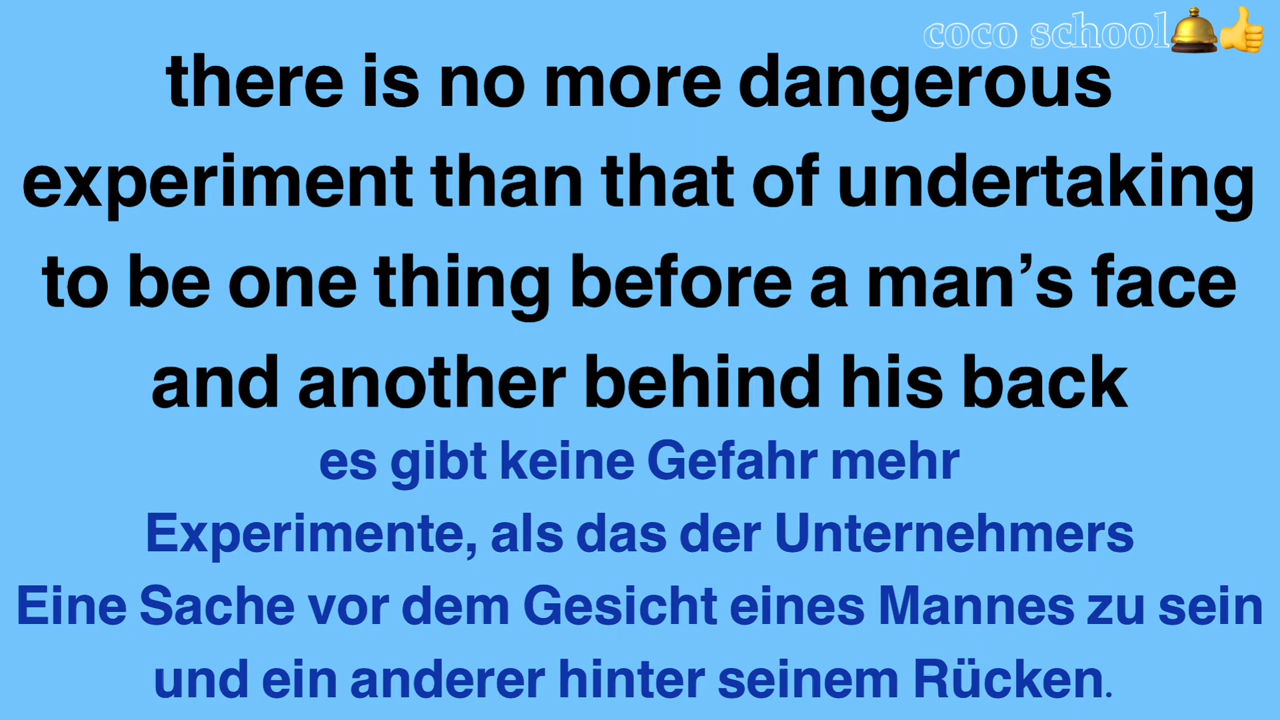 coco school🛎👍
there is no more dangerous
experiment than that of undertaking
to be one thing before a man’s face
and another behind his back
es gibt keine Gefahr mehr
Experimente, als das der Unternehmers
Eine Sache vor dem Gesicht eines Mannes zu sein
und ein anderer hinter seinem Rücken.